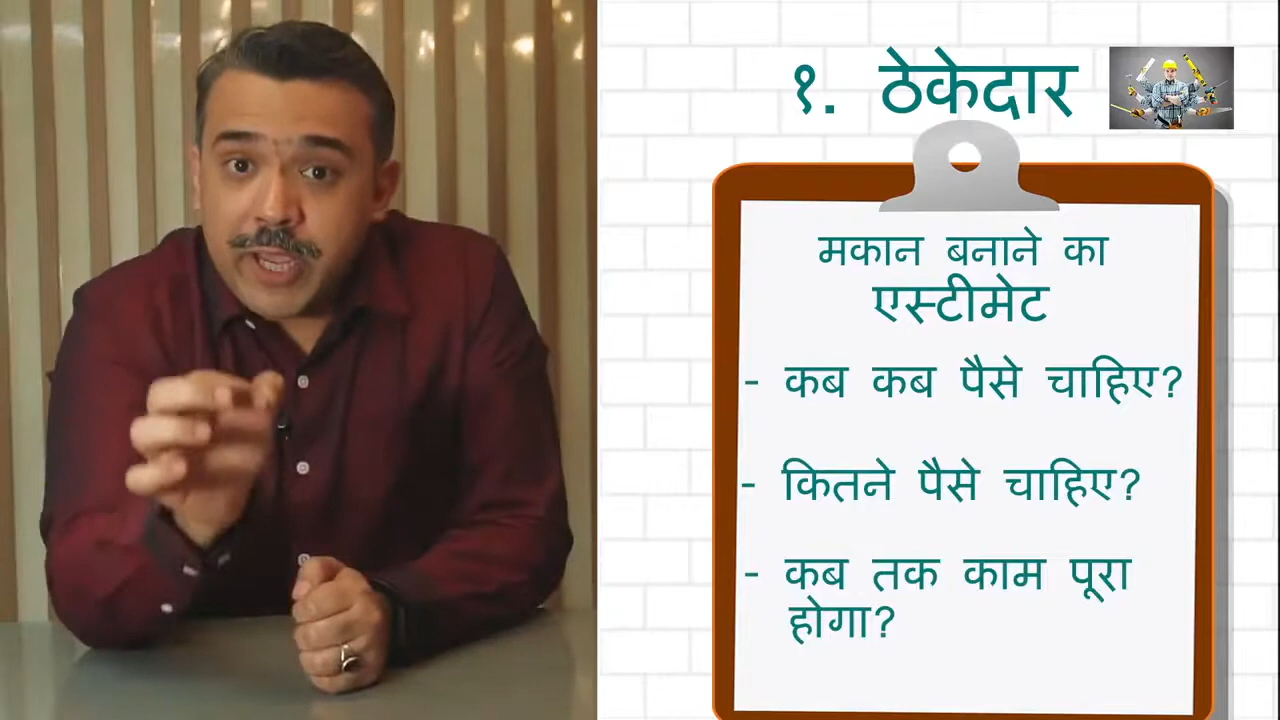 १. ठेकेदार
मकान बनाने का
एस्टीमेट
- कब कब पैसे चाहिए?
- कितने पैसे चाहिए?
- कब तक काम पूरा
होगा?